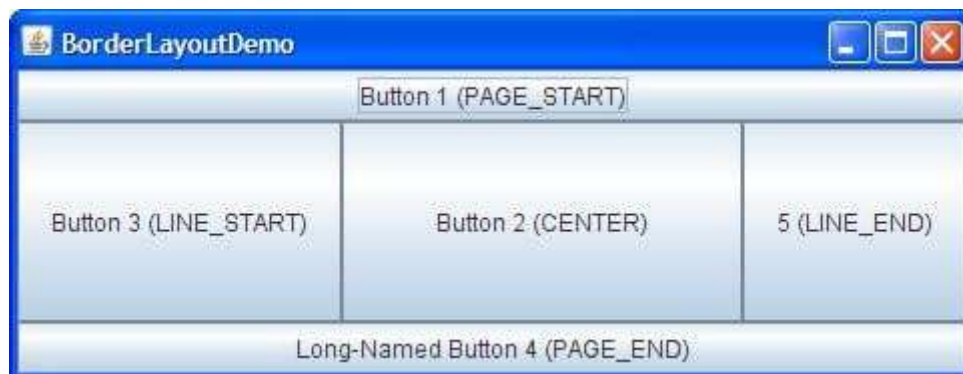 BorderLayoutDemo
Button 1 (PAGE_START)
Button 3 (LINE_START)
Button 2 (CENTER)
5 (LINE_END)
Long-Named Button 4 (PAGE_END)